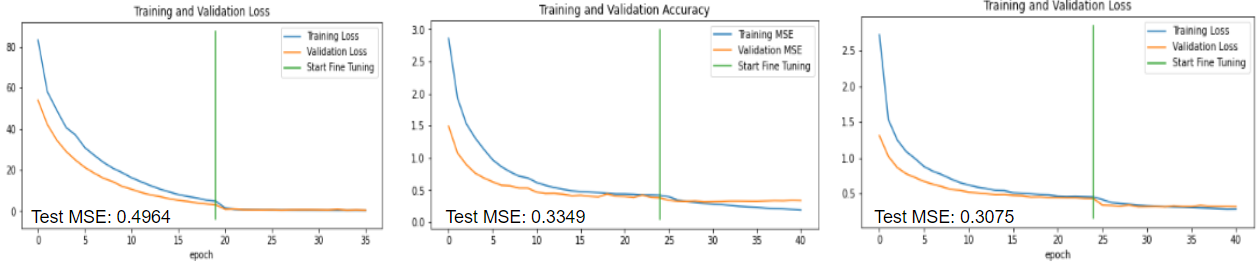 Training and Validation Loss
80
60
40
20
0
Training Loss
Validation Loss
Start Fine Tuning
Test MSE: 0.4964
0 5 10 15 20 25 30 35
epoch
Training and Validation Accuracy
3.0
2.5
2.0
1.5
1.0
0.5
0.0
Training MSE
Validation MSE
Start Fine Tuning
Test MSE: 0.3349
0 5 10 15 20 25 30 35 40
Training and Validation Loss
2.5
2.0
1.5
1.0
0.5
Training Loss
Validation Loss
Start Fine Tuning
Test MSE: 0.3075
0 5 10 15 20 25 30 35 40
epoch